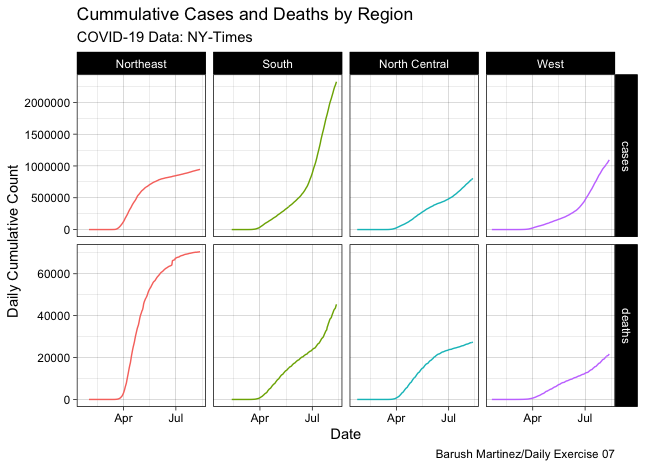 Cummulative Cases and Deaths by Region
COVID-19 Data: NY-Times
Northeast South North Central West
Daily Cumulative Count
2000000
1500000
1000000
500000
0
cases
60000
40000
20000
0
deaths
Apr Jul Apr Jul Apr Jul Apr Jul
Date
Barush Martinez/Daily Exercise 07